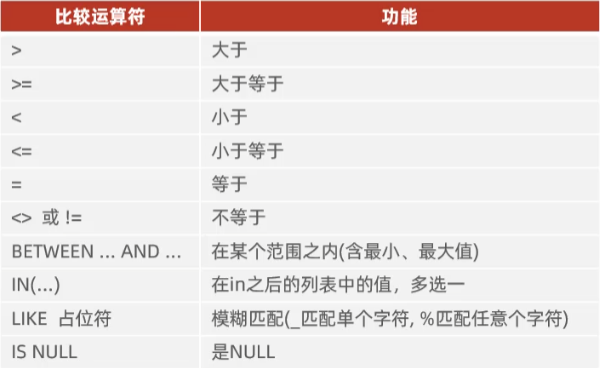 比较运算符 功能
> 大于
>= 大于等于
< 小于
<= 小于等于
= 等于
<> 或 != 不等于
BETWEEN ... AND ... 在某个范围之内(含最小、最大值)
IN(...) 在in之后的列表中的值，多选一
LIKE 占位符 模糊匹配(_匹配单个字符, %匹配任意个字符)
IS NULL 是NULL